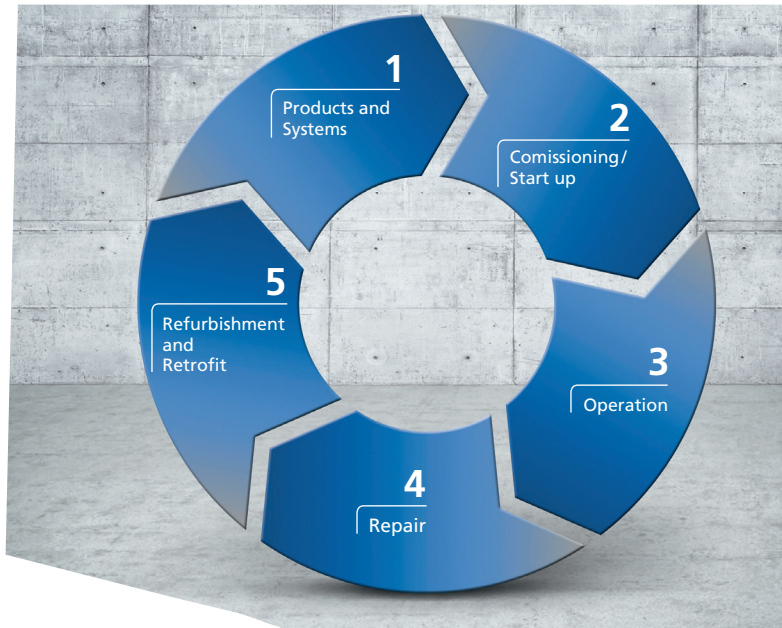 1
Products and
Systems
2
Comissioning/
Start up
3
Operation
4
Repair
5
Refurbishment
and
Retrofit